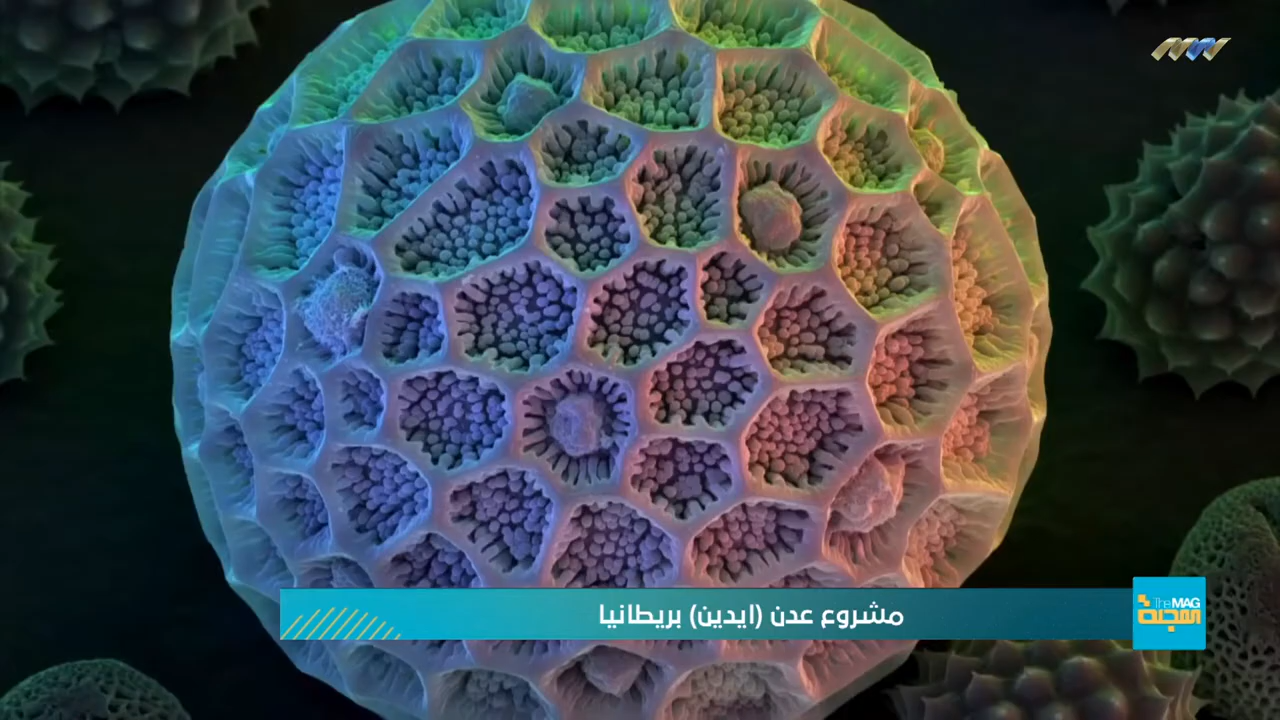 مشروع عدن (ايدين) بريطانيا
The MAG
المجلة